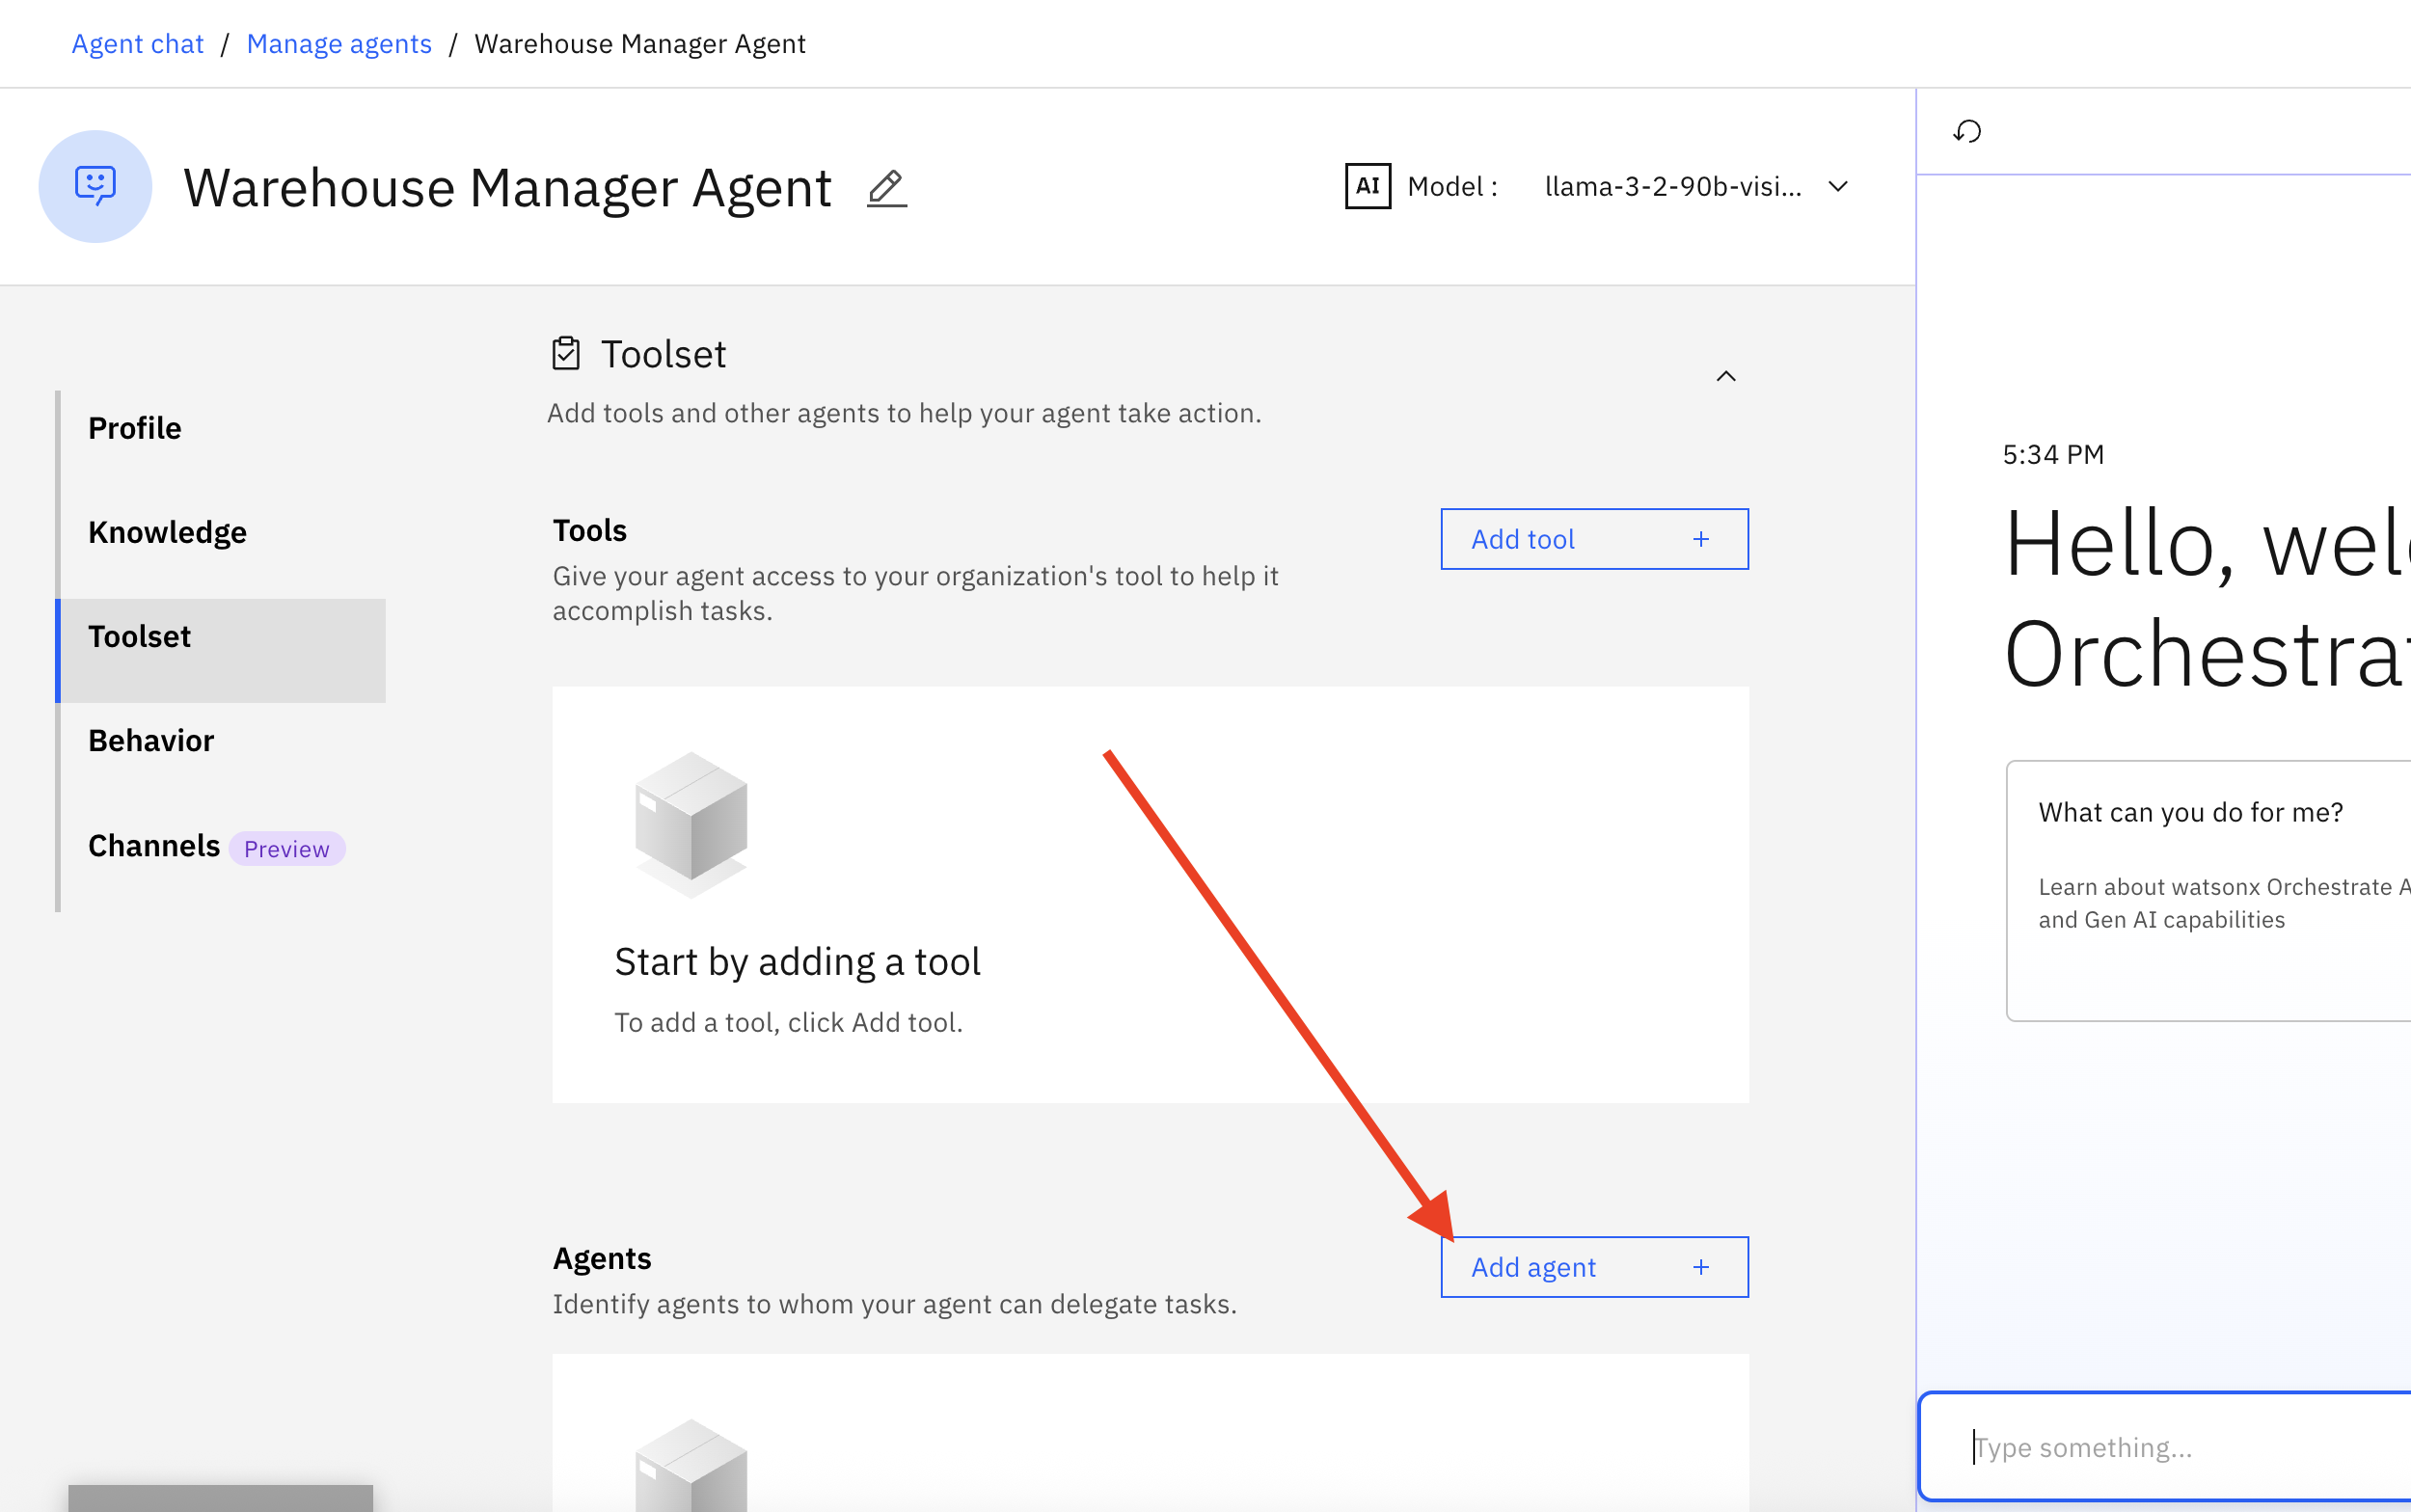 Agent chat / Manage agents / Warehouse Manager Agent
Warehouse Manager Agent
AI Model : llama-3-2-90b-visi...
Profile
Knowledge
Toolset
Behavior
Channels Preview
Toolset
Add tools and other agents to help your agent take action.
Tools
Add tool +
Give your agent access to your organization's tool to help it
accomplish tasks.
Start by adding a tool
To add a tool, click Add tool.
Agents
Add agent +
Identify agents to whom your agent can delegate tasks.
5:34 PM
Hello, wel
Orchestrat
What can you do for me?
Learn about watsonx Orchestrate A
and Gen AI capabilities
Type something...